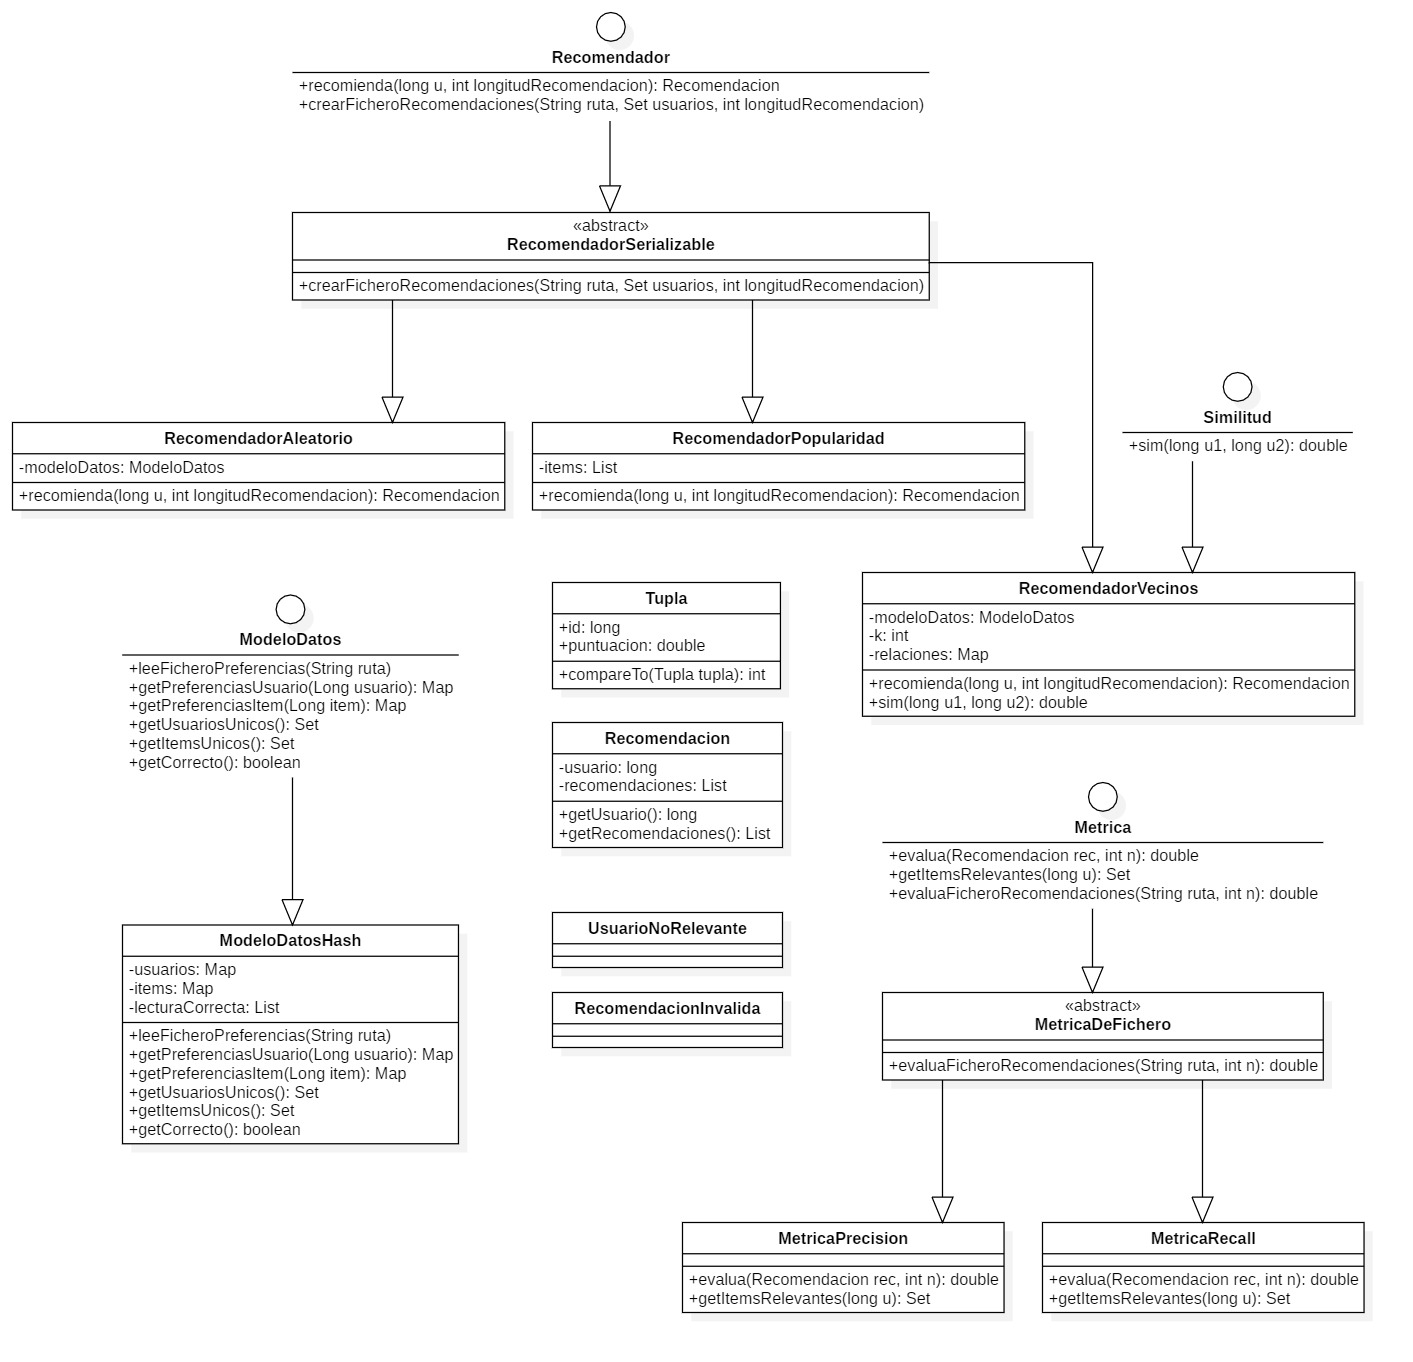 Recomendador
+recomienda(long u, int longitudRecomendacion): Recomendacion
+crearFicheroRecomendaciones(String ruta, Set usuarios, int longitudRecomendacion)
«abstract»
RecomendadorSerializable
+crearFicheroRecomendaciones(String ruta, Set usuarios, int longitudRecomendacion)
RecomendadorAleatorio
-modeloDatos: ModeloDatos
+recomienda(long u, int longitudRecomendacion): Recomendacion
RecomendadorPopularidad
-items: List
+recomienda(long u, int longitudRecomendacion): Recomendacion
Similitud
+sim(long u1, long u2): double
RecomendadorVecinos
-modeloDatos: ModeloDatos
-k: int
-relaciones: Map
+recomienda(long u, int longitudRecomendacion): Recomendacion
+sim(long u1, long u2): double
ModeloDatos
+leeFicheroPreferencias(String ruta)
+getPreferenciasUsuario(Long usuario): Map
+getPreferenciasItem(Long item): Map
+getUsuariosUnicos(): Set
+getItemsUnicos(): Set
+getCorrecto(): boolean
Tupla
+id: long
+puntuacion: double
+compareTo(Tupla tupla): int
Recomendacion
-usuario: long
-recomendaciones: List
+getUsuario(): long
+getRecomendaciones(): List
UsuarioNoRelevante
RecomendacionInvalida
ModeloDatosHash
-usuarios: Map
-items: Map
-lecturaCorrecta: List
+leeFicheroPreferencias(String ruta)
+getPreferenciasUsuario(Long usuario): Map
+getPreferenciasItem(Long item): Map
+getUsuariosUnicos(): Set
+getItemsUnicos(): Set
+getCorrecto(): boolean
Metrica
+evalua(Recomendacion rec, int n): double
+getItemsRelevantes(long u): Set
+evaluaFicheroRecomendaciones(String ruta, int n): double
«abstract»
MetricaDeFichero
+evaluaFicheroRecomendaciones(String ruta, int n): double
MetricaPrecision
+evalua(Recomendacion rec, int n): double
+getItemsRelevantes(long u): Set
MetricaRecall
+evalua(Recomendacion rec, int n): double
+getItemsRelevantes(long u): Set